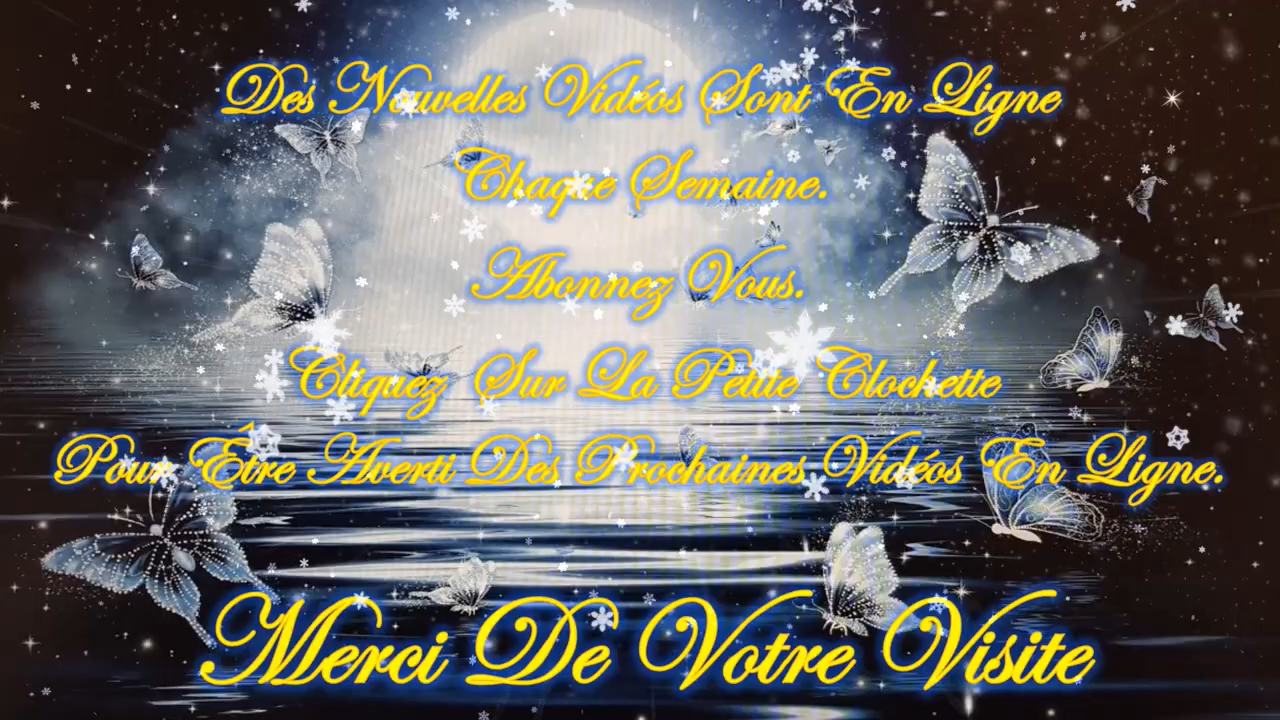 Des Nouvelles Vidéos Sont En Ligne
Chaque Semaine.
Abonnez Vous.
Cliquez Sur La Petite Clochette
Pour Être Averti Des Prochaines Vidéos En Ligne.
Merci De Votre Visite